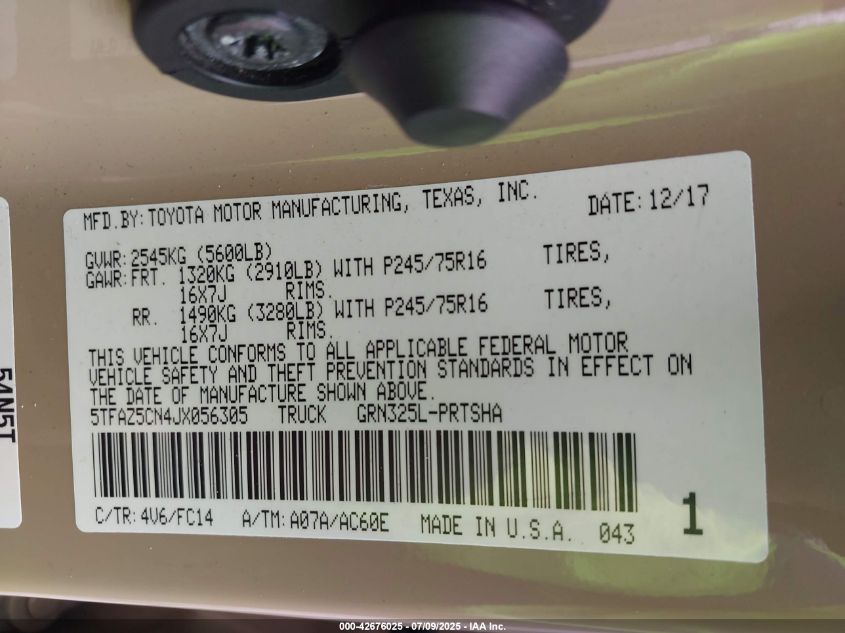 MFD.BY:TOYOTA MOTOR MANUFACTURING, TEXAS, INC. DATE:12/17
GVWR:2545KG (5600LB)
GAWR:FRT. 1320KG (2910LB) WITH P245/75R16 TIRES,
16X7J RIMS.
RR. 1490KG (3280LB) WITH P245/75R16 TIRES,
16X7J RIMS.
THIS VEHICLE CONFORMS TO ALL APPLICABLE FEDERAL MOTOR
VEHICLE SAFETY AND THEFT PREVENTION STANDARDS IN EFFECT ON
THE DATE OF MANUFACTURE SHOWN ABOVE.
5TFAZ5CN4JX056305 TRUCK GRN325L-PRTSHA
C/TR:4V6/FC14 A/TM:A07A/AC60E MADE IN U.S.A. 043 1
54N5T
000-42676025 - 07/09/2025 - IAA Inc.